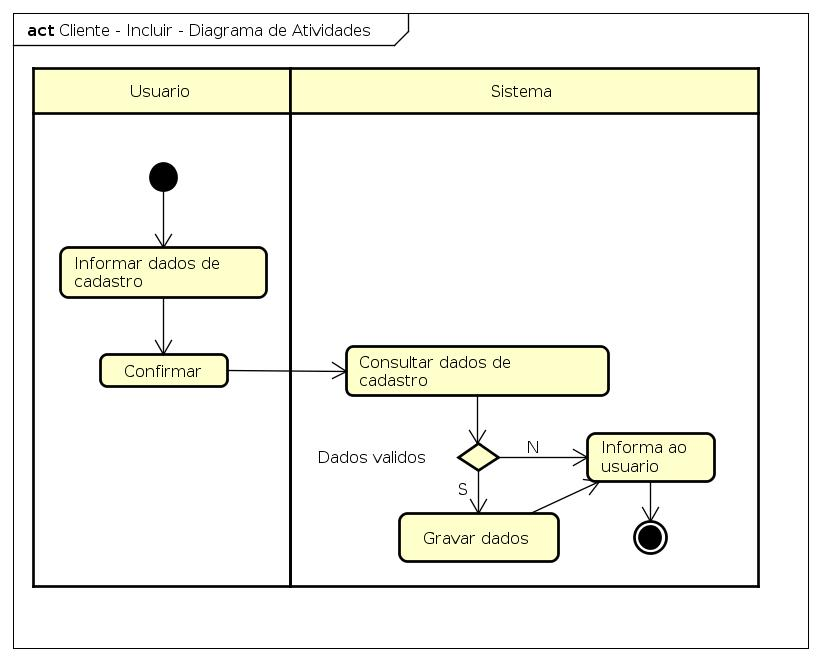 act Cliente - Incluir - Diagrama de Atividades
Usuario
Sistema
Informar dados de
cadastro
Confirmar
Consultar dados de
cadastro
Dados validos
N
Informa ao
usuario
S
Gravar dados